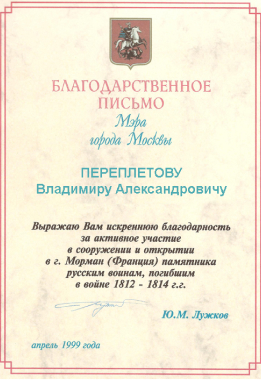 БЛАГОДАРСТВЕННОЕ
ПИСЬМО
Мэра
города Москвы
ПЕРЕПЛЕТОВУ
Владимиру Александровичу
Выражаю Вам искреннюю благодарность
за активное участие
в сооружении и открытии
в г. Морман (Франция) памятника
русским воинам, погибшим
в войне 1812 - 1814 г.г.
Ю.М. Лужков
апрель 1999 года